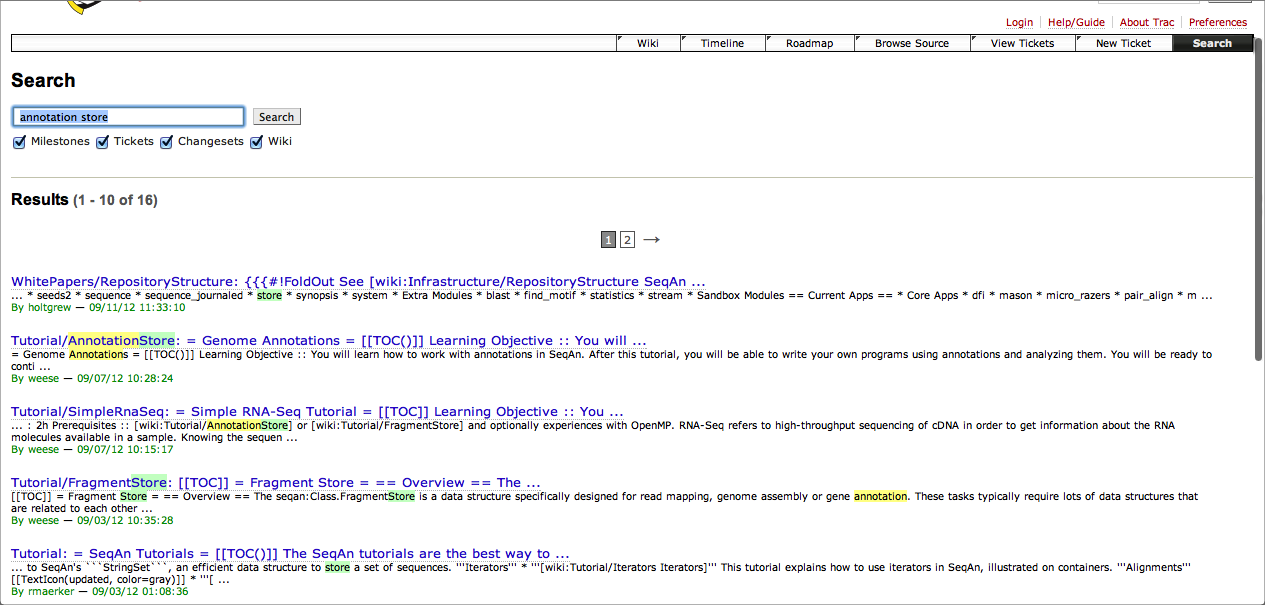 Login Help/Guide About Trac Preferences
Wiki Timeline Roadmap Browse Source View Tickets New Ticket Search
Search
annotation store Search
Milestones Tickets Changesets Wiki
Results (1 - 10 of 16)
1 2 →
WhitePapers/RepositoryStructure: {{{#!FoldOut See [wiki:Infrastructure/RepositoryStructure SeqAn ...
... * seeds2 * sequence * sequence_journaled * store * synopsis * system * Extra Modules * blast * find_motif * statistics * stream * Sandbox Modules == Current Apps == * Core Apps * dfi * mason * micro_razers * pair_align * m ...
By holtgrew — 09/11/12 11:33:10
Tutorial/AnnotationStore: = Genome Annotations = [[TOC()]] Learning Objective :: You will ...
= Genome Annotations = [[TOC()]] Learning Objective :: You will learn how to work with annotations in SeqAn. After this tutorial, you will be able to write your own programs using annotations and analyzing them. You will be ready to
conti ...
By weese — 09/07/12 10:28:24
Tutorial/SimpleRnaSeq: = Simple RNA-Seq Tutorial = [[TOC]] Learning Objective :: You ...
... : 2h Prerequisites :: [wiki:Tutorial/AnnotationStore] or [wiki:Tutorial/FragmentStore] and optionally experiences with OpenMP. RNA-Seq refers to high-throughput sequencing of cDNA in order to get information about the RNA
molecules available in a sample. Knowing the sequen ...
By weese — 09/07/12 10:15:17
Tutorial/FragmentStore: [[TOC]] = Fragment Store = == Overview == The ...
[[TOC]] = Fragment Store = == Overview == The seqan:Class.FragmentStore is a data structure specifically designed for read mapping, genome assembly or gene annotation. These tasks typically require lots of data structures that
are related to each other ...
By weese — 09/03/12 10:35:28
Tutorial: = SeqAn Tutorials = [[TOC()]] The SeqAn tutorials are the best way to ...
... to SeqAn's ```StringSet```, an efficient data structure to store a set of sequences. '''Iterators''' * '''[wiki:Tutorial/Iterators Iterators]''' This tutorial explains how to use iterators in SeqAn, illustrated on containers. '''Alignments'''
[[TextIcon(updated, color=gray)]] * '''[ ...
By rmaerker — 09/03/12 01:08:36